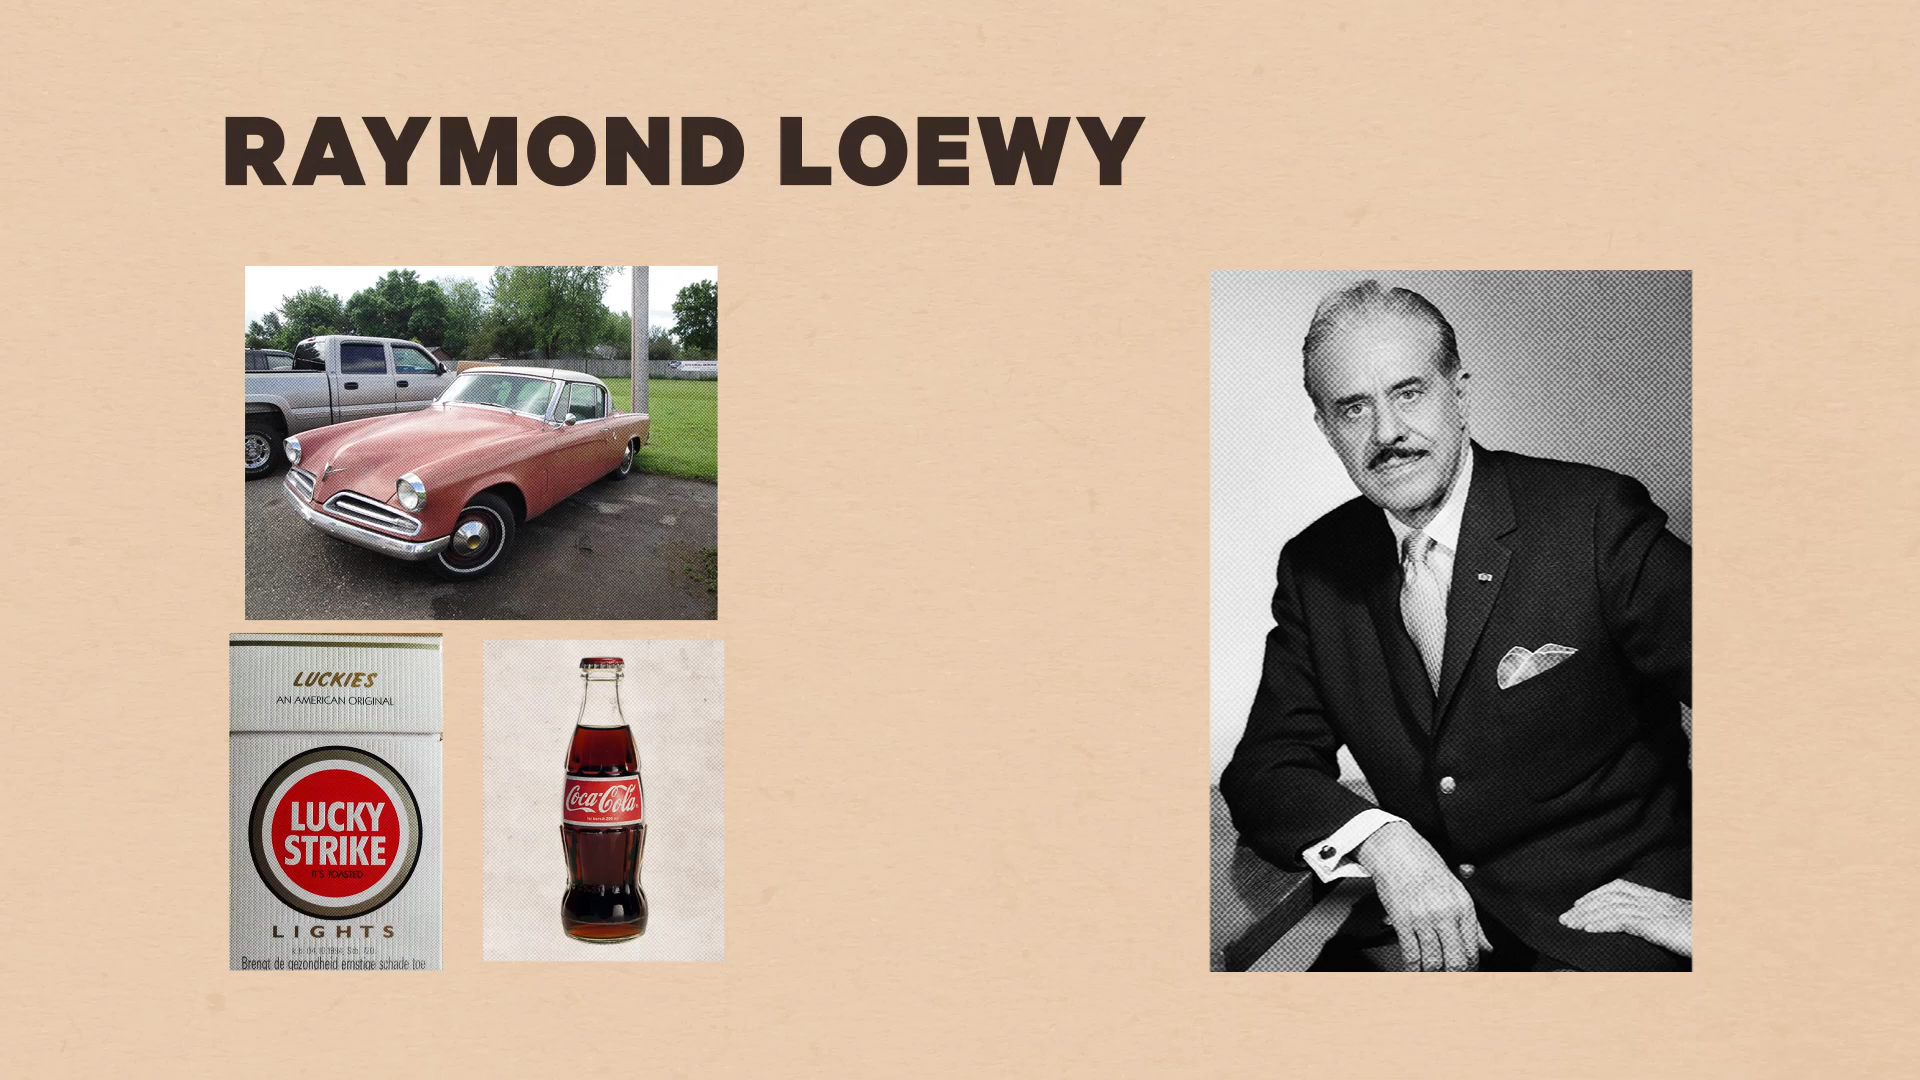 RAYMOND LOEWY
LUCKIES
AN AMERICAN ORIGINAL
LUCKY
STRIKE
IT'S TOASTED
LIGHTS
Brengt de gezondheid ernstige schade toe
Coca-Cola